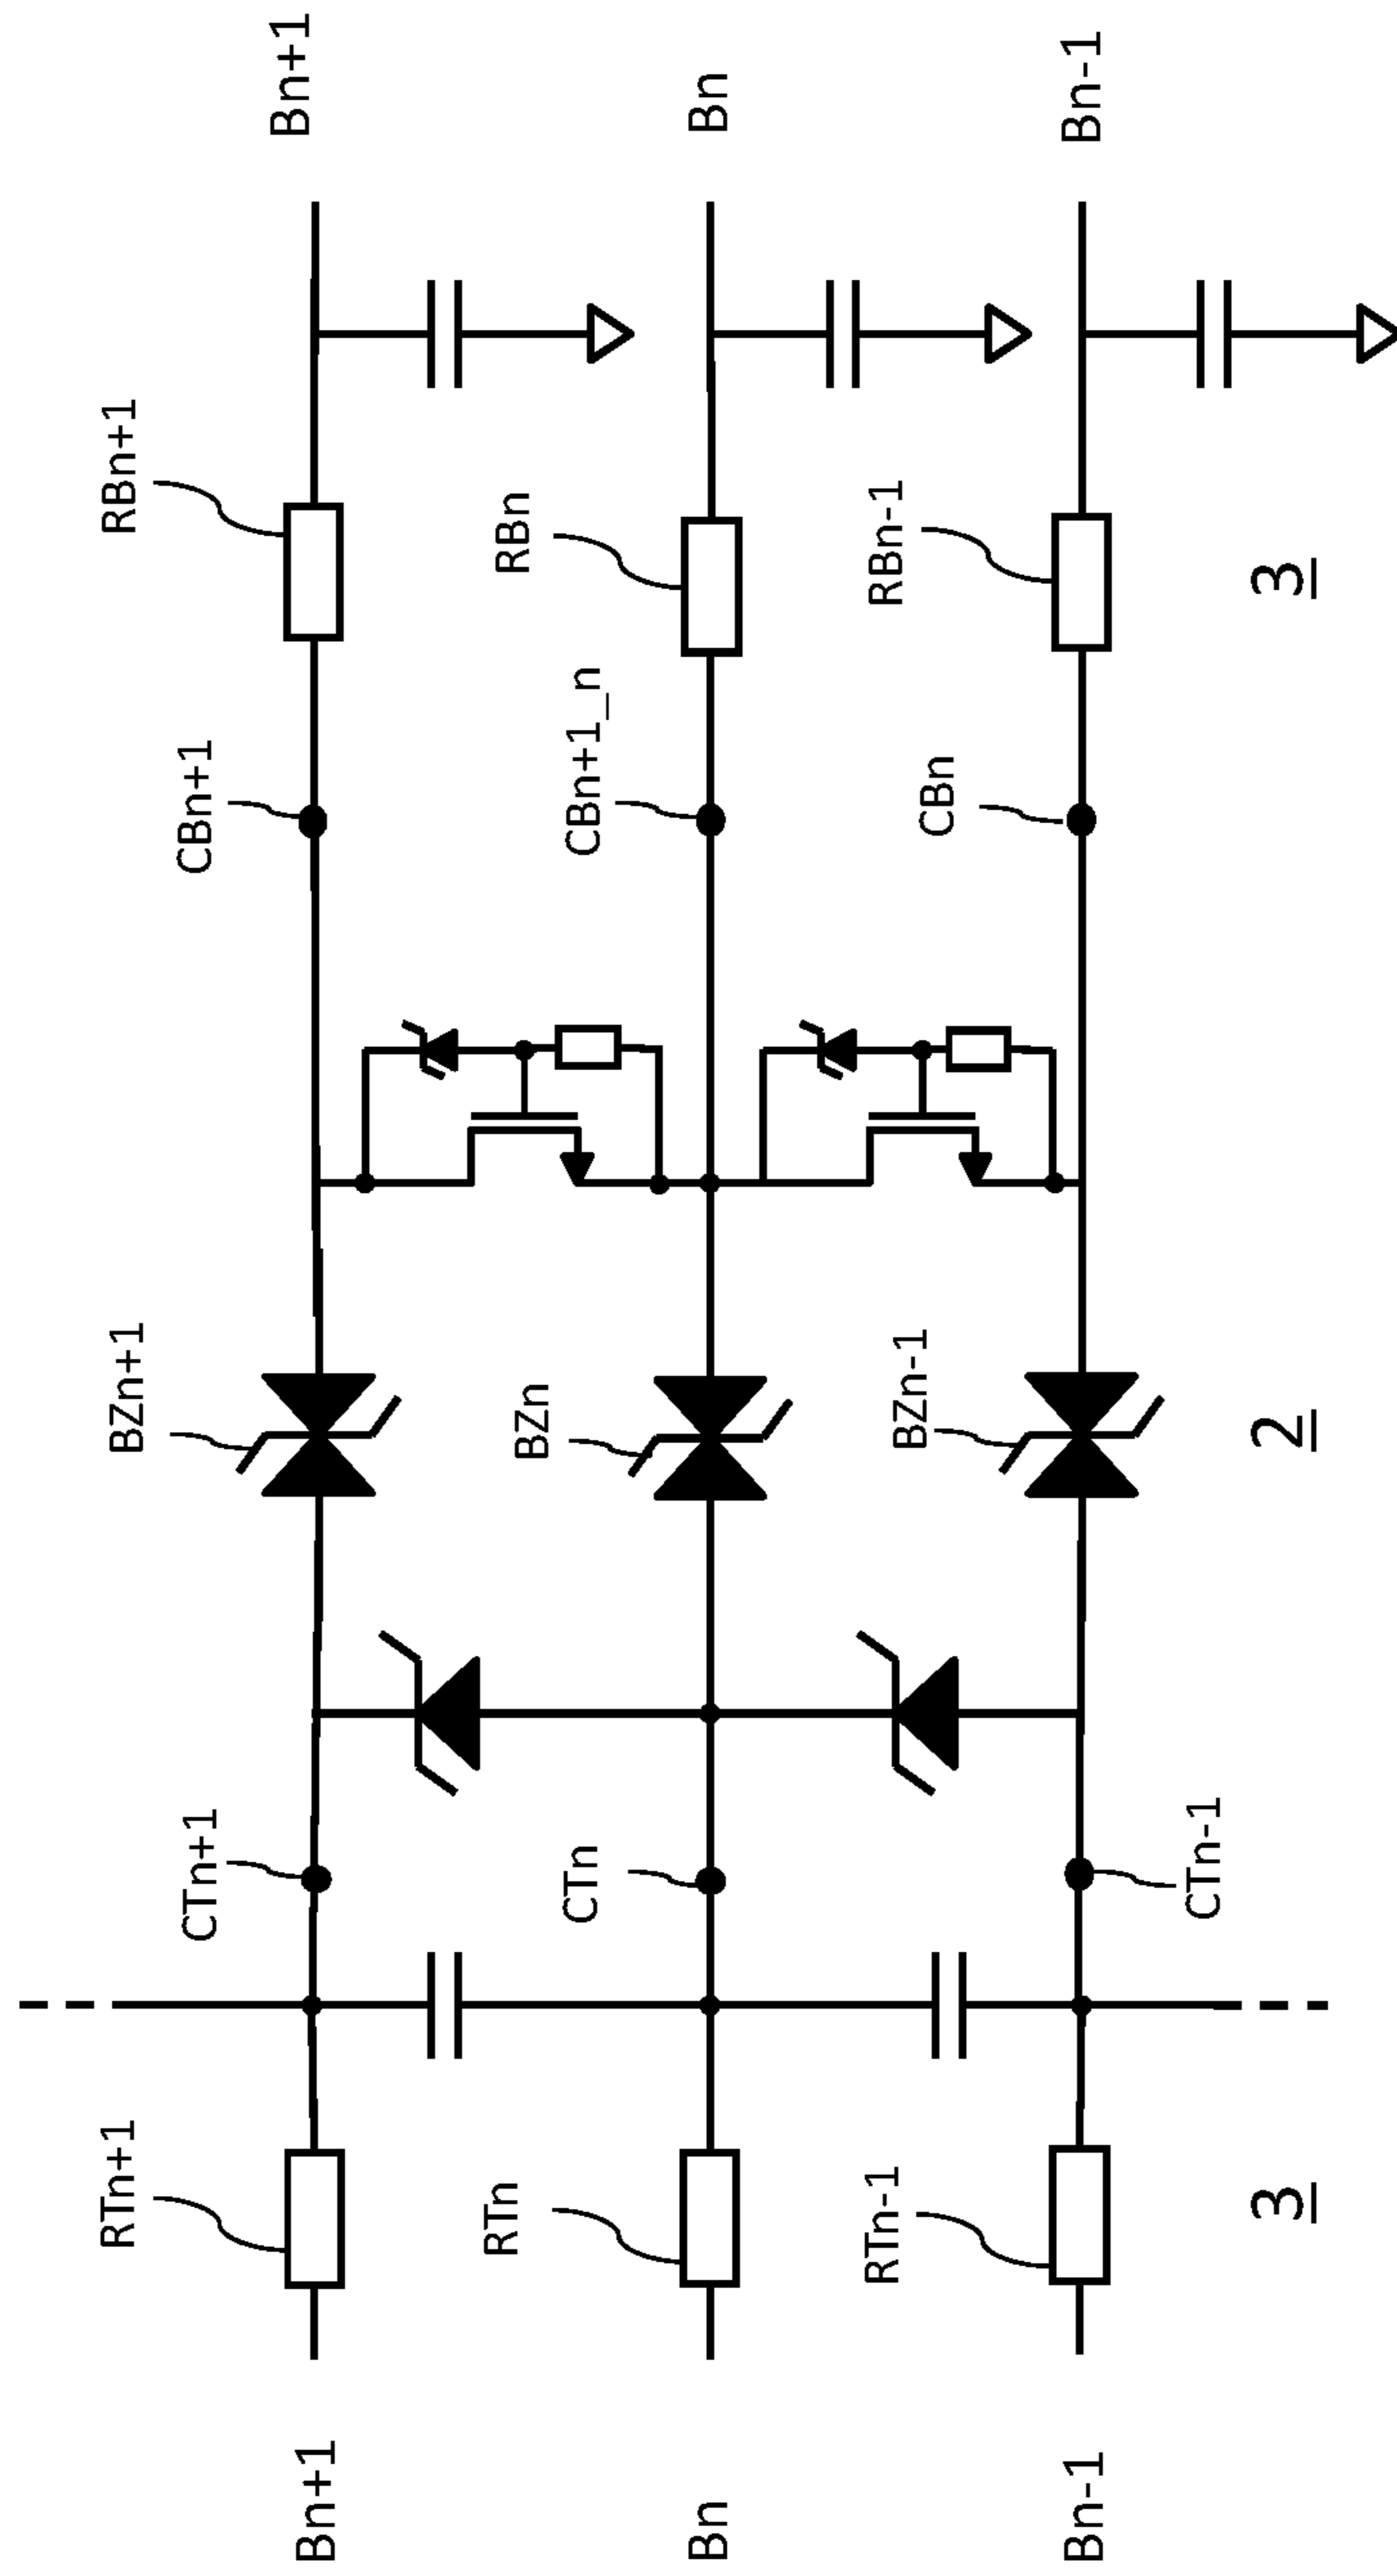 Bn+1
RTn+1
CTn+1
BZn+1
CBn+1
RBn+1
Bn+1
Bn
RTn
CTn
BZn
CBn+1_n
RBn
Bn
Bn-1
RTn-1
CTn-1
BZn-1
CBn
RBn-1
Bn-1
3
2
3